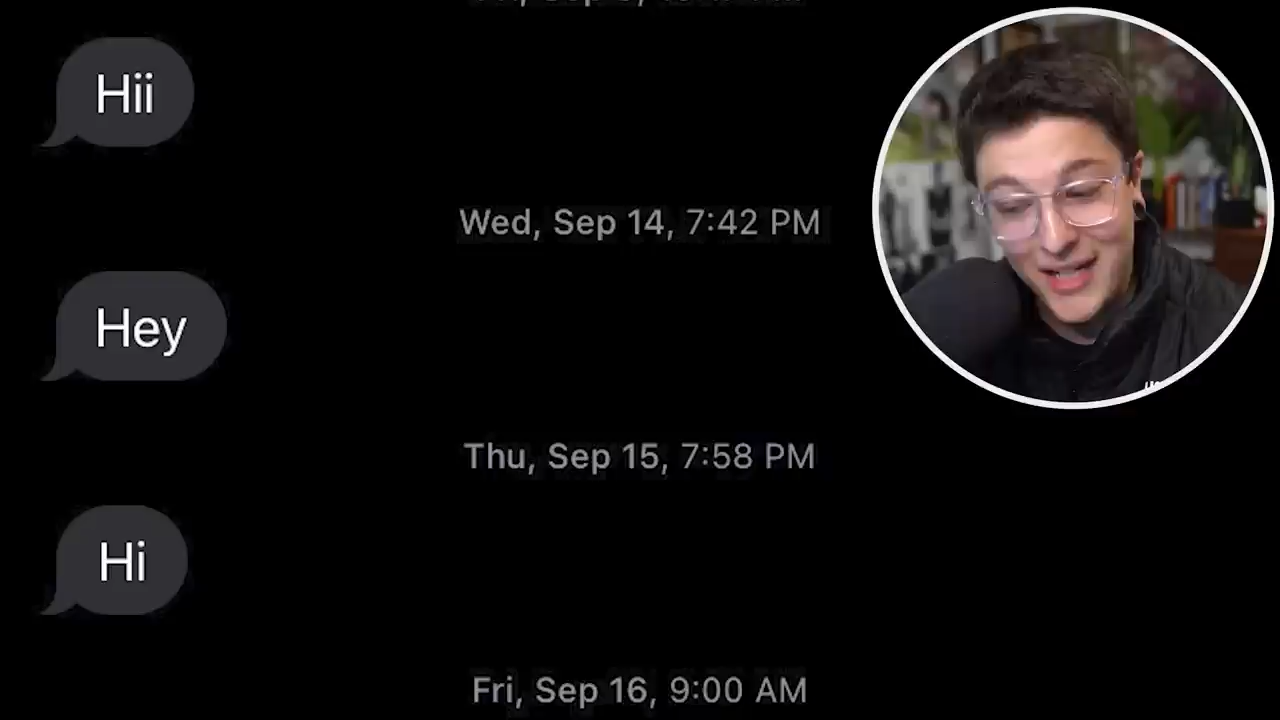 Hii
Wed, Sep 14, 7:42 PM
Hey
Thu, Sep 15, 7:58 PM
Hi
Fri, Sep 16, 9:00 AM